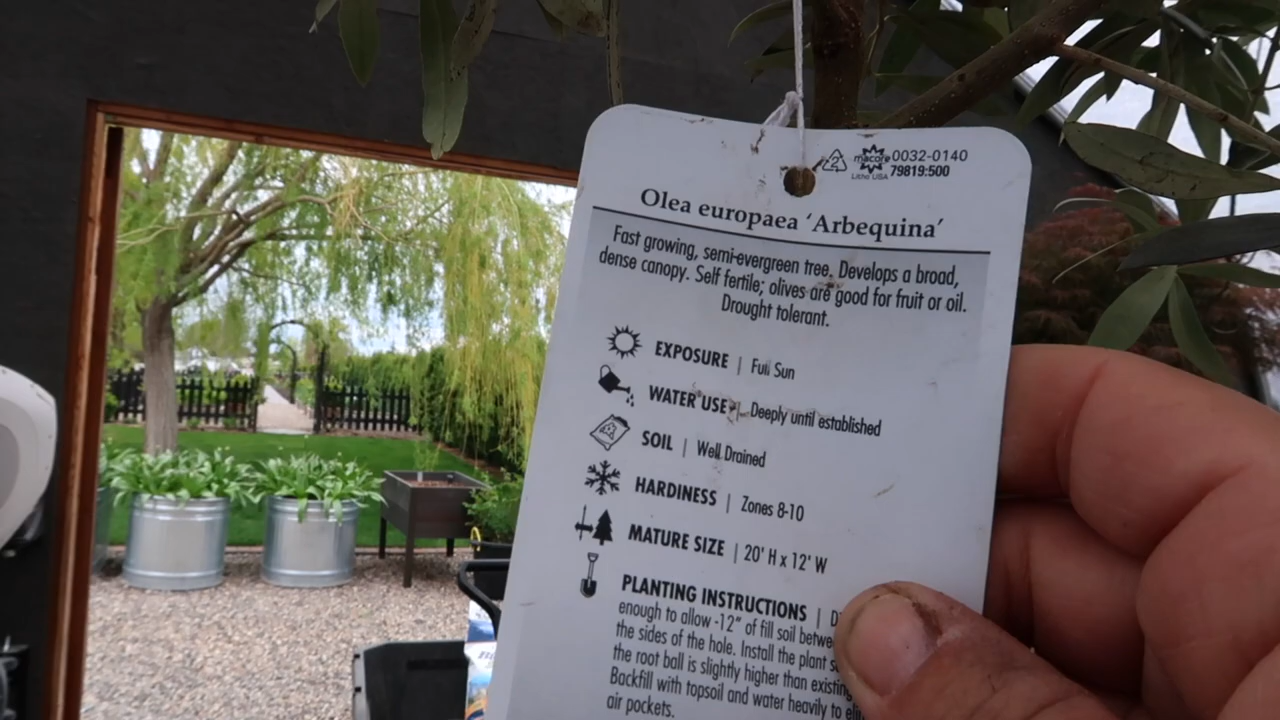 2 macore 0032-0140
Litho USA 79819:500
Olea europaea ‘Arbequina’
Fast growing, semi-evergreen tree. Develops a broad,
dense canopy. Self fertile; olives are good for fruit or oil.
Drought tolerant.
EXPOSURE | Full Sun
WATER USE | Deeply until established
SOIL | Well Drained
HARDINESS | Zones 8-10
MATURE SIZE | 20' H x 12' W
PLANTING INSTRUCTIONS |
enough to allow -12" of fill soil
the sides of the hole. Install the plant
the root ball is slightly higher than existing
Backfill with topsoil and water heavily to
air pockets.